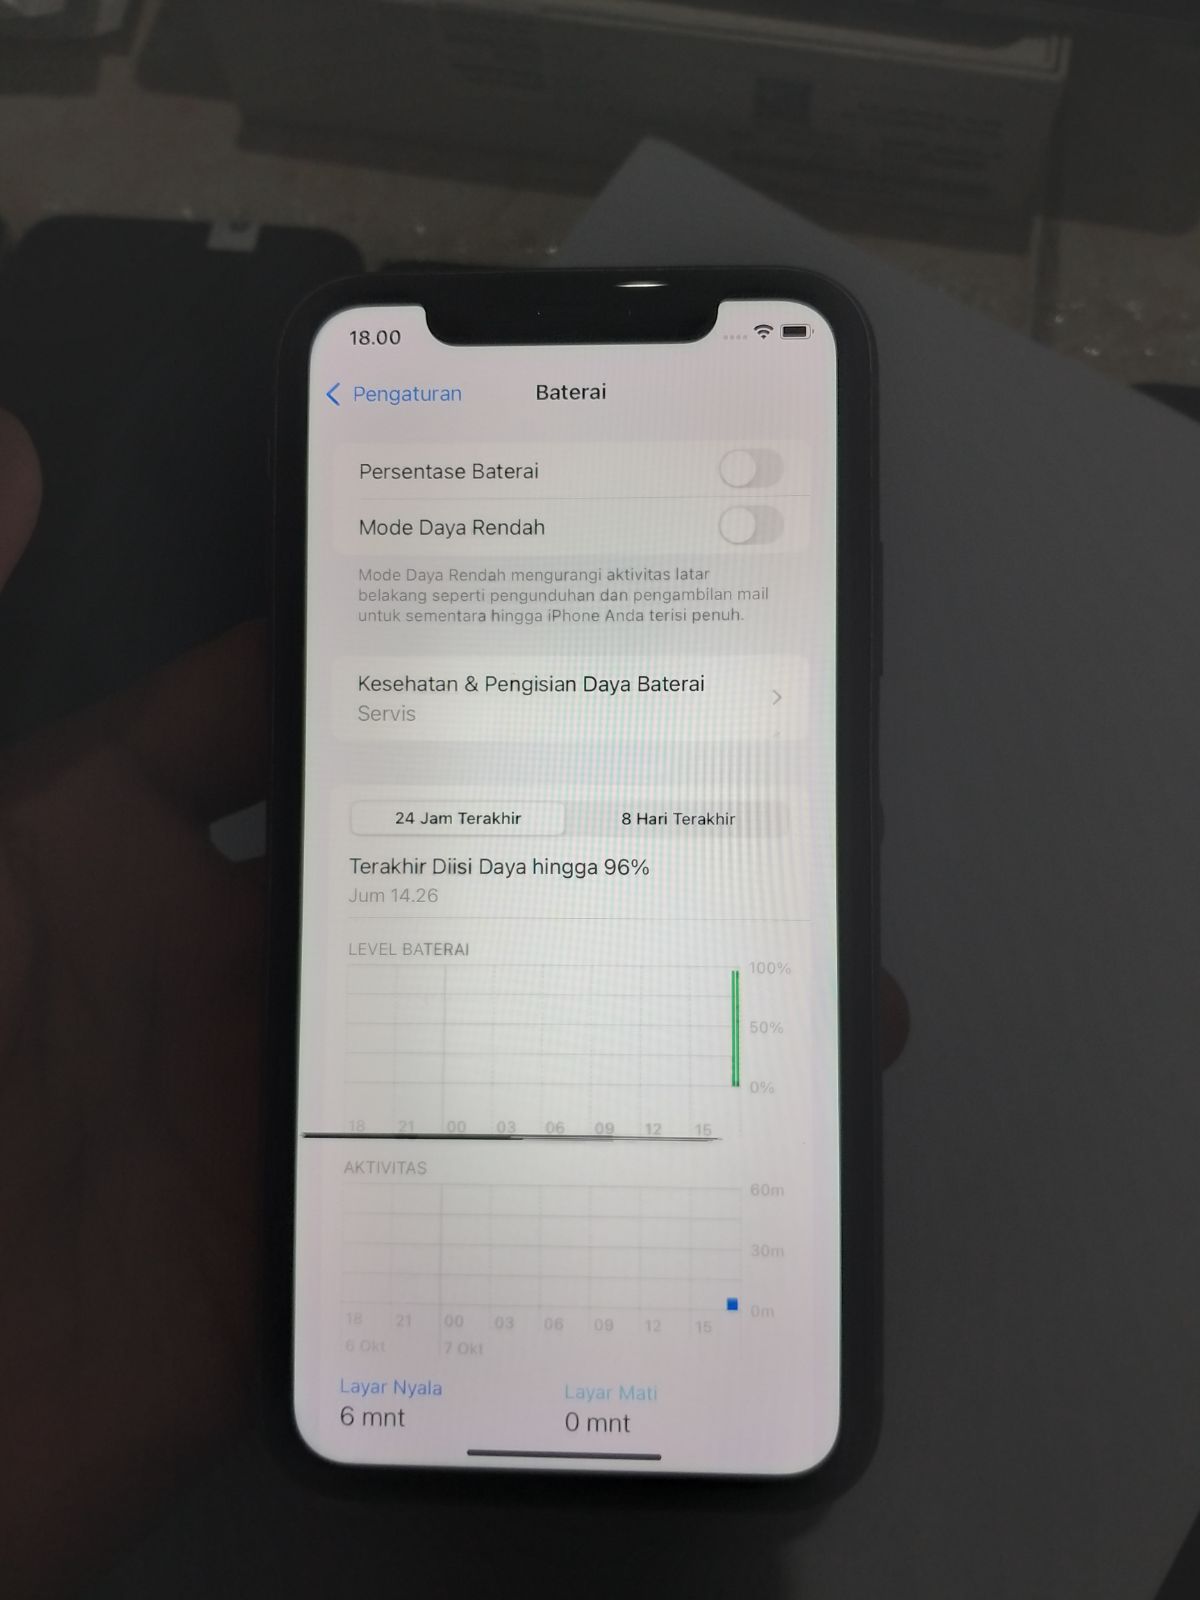 18.00
Pengaturan
Baterai
Persentase Baterai
Mode Daya Rendah
Mode Daya Rendah mengurangi aktivitas latar
belakang seperti pengunduhan dan pengambilan mail
untuk sementara hingga iPhone Anda terisi penuh.
Kesehatan & Pengisian Daya Baterai
Servis
24 Jam Terakhir
8 Hari Terakhir
Terakhir Diisi Daya hingga 96%
Jum 14.26
LEVEL BATERAI
100%
50%
0%
18 21 00 03 06 09 12 15
AKTIVITAS
60m
30m
0m
18 21 00 03 06 09 12 15
6 Okt 7 Okt
Layar Nyala Layar Mati
6 mnt 0 mnt